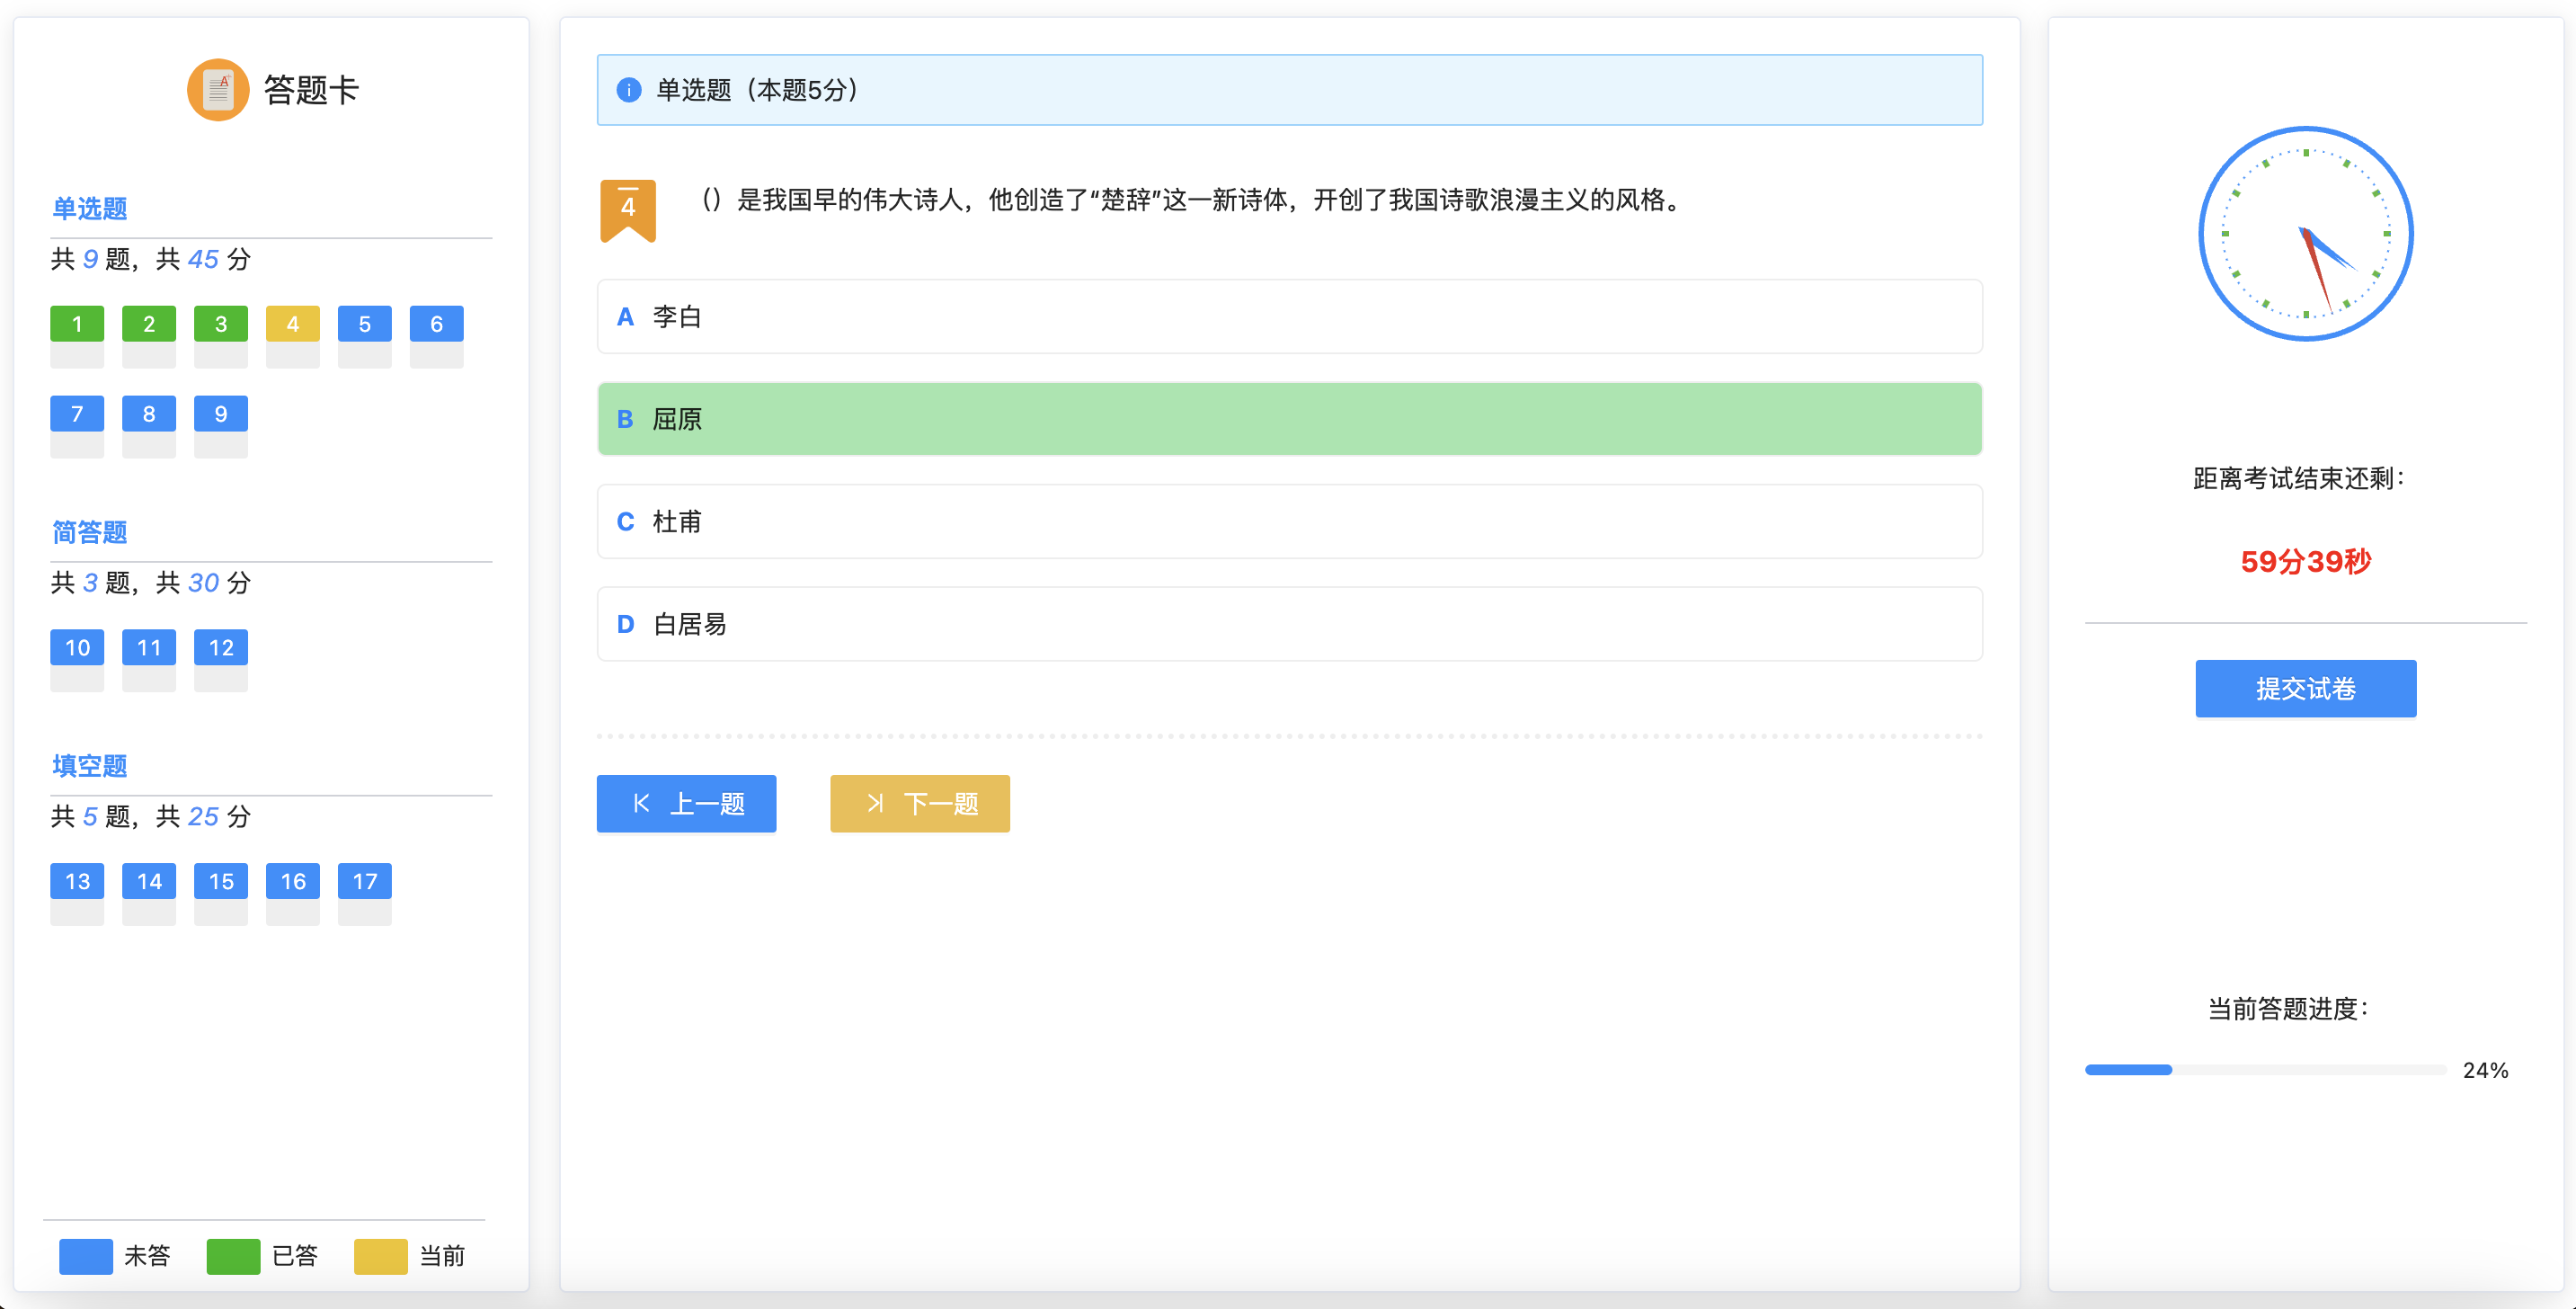 答题卡
单选题
共 9 题，共 45 分
1 2 3 4 5 6
7 8 9
简答题
共 3 题，共 30 分
10 11 12
填空题
共 5 题，共 25 分
13 14 15 16 17
未答 已答 当前
单选题（本题5分）
4 （）是我国早的伟大诗人，他创造了“楚辞”这一新诗体，开创了我国诗歌浪漫主义的风格。
A 李白
B 屈原
C 杜甫
D 白居易
上一题 下一题
距离考试结束还剩：
59分39秒
提交试卷
当前答题进度：
24%